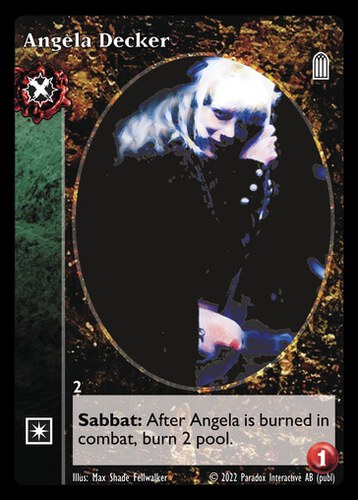 Angela Decker
2
Sabbat: After Angela is burned in
combat, burn 2 pool.
1
Illus: Max Shade Fellwalker © 2022 Paradox Interactive AB (publ)